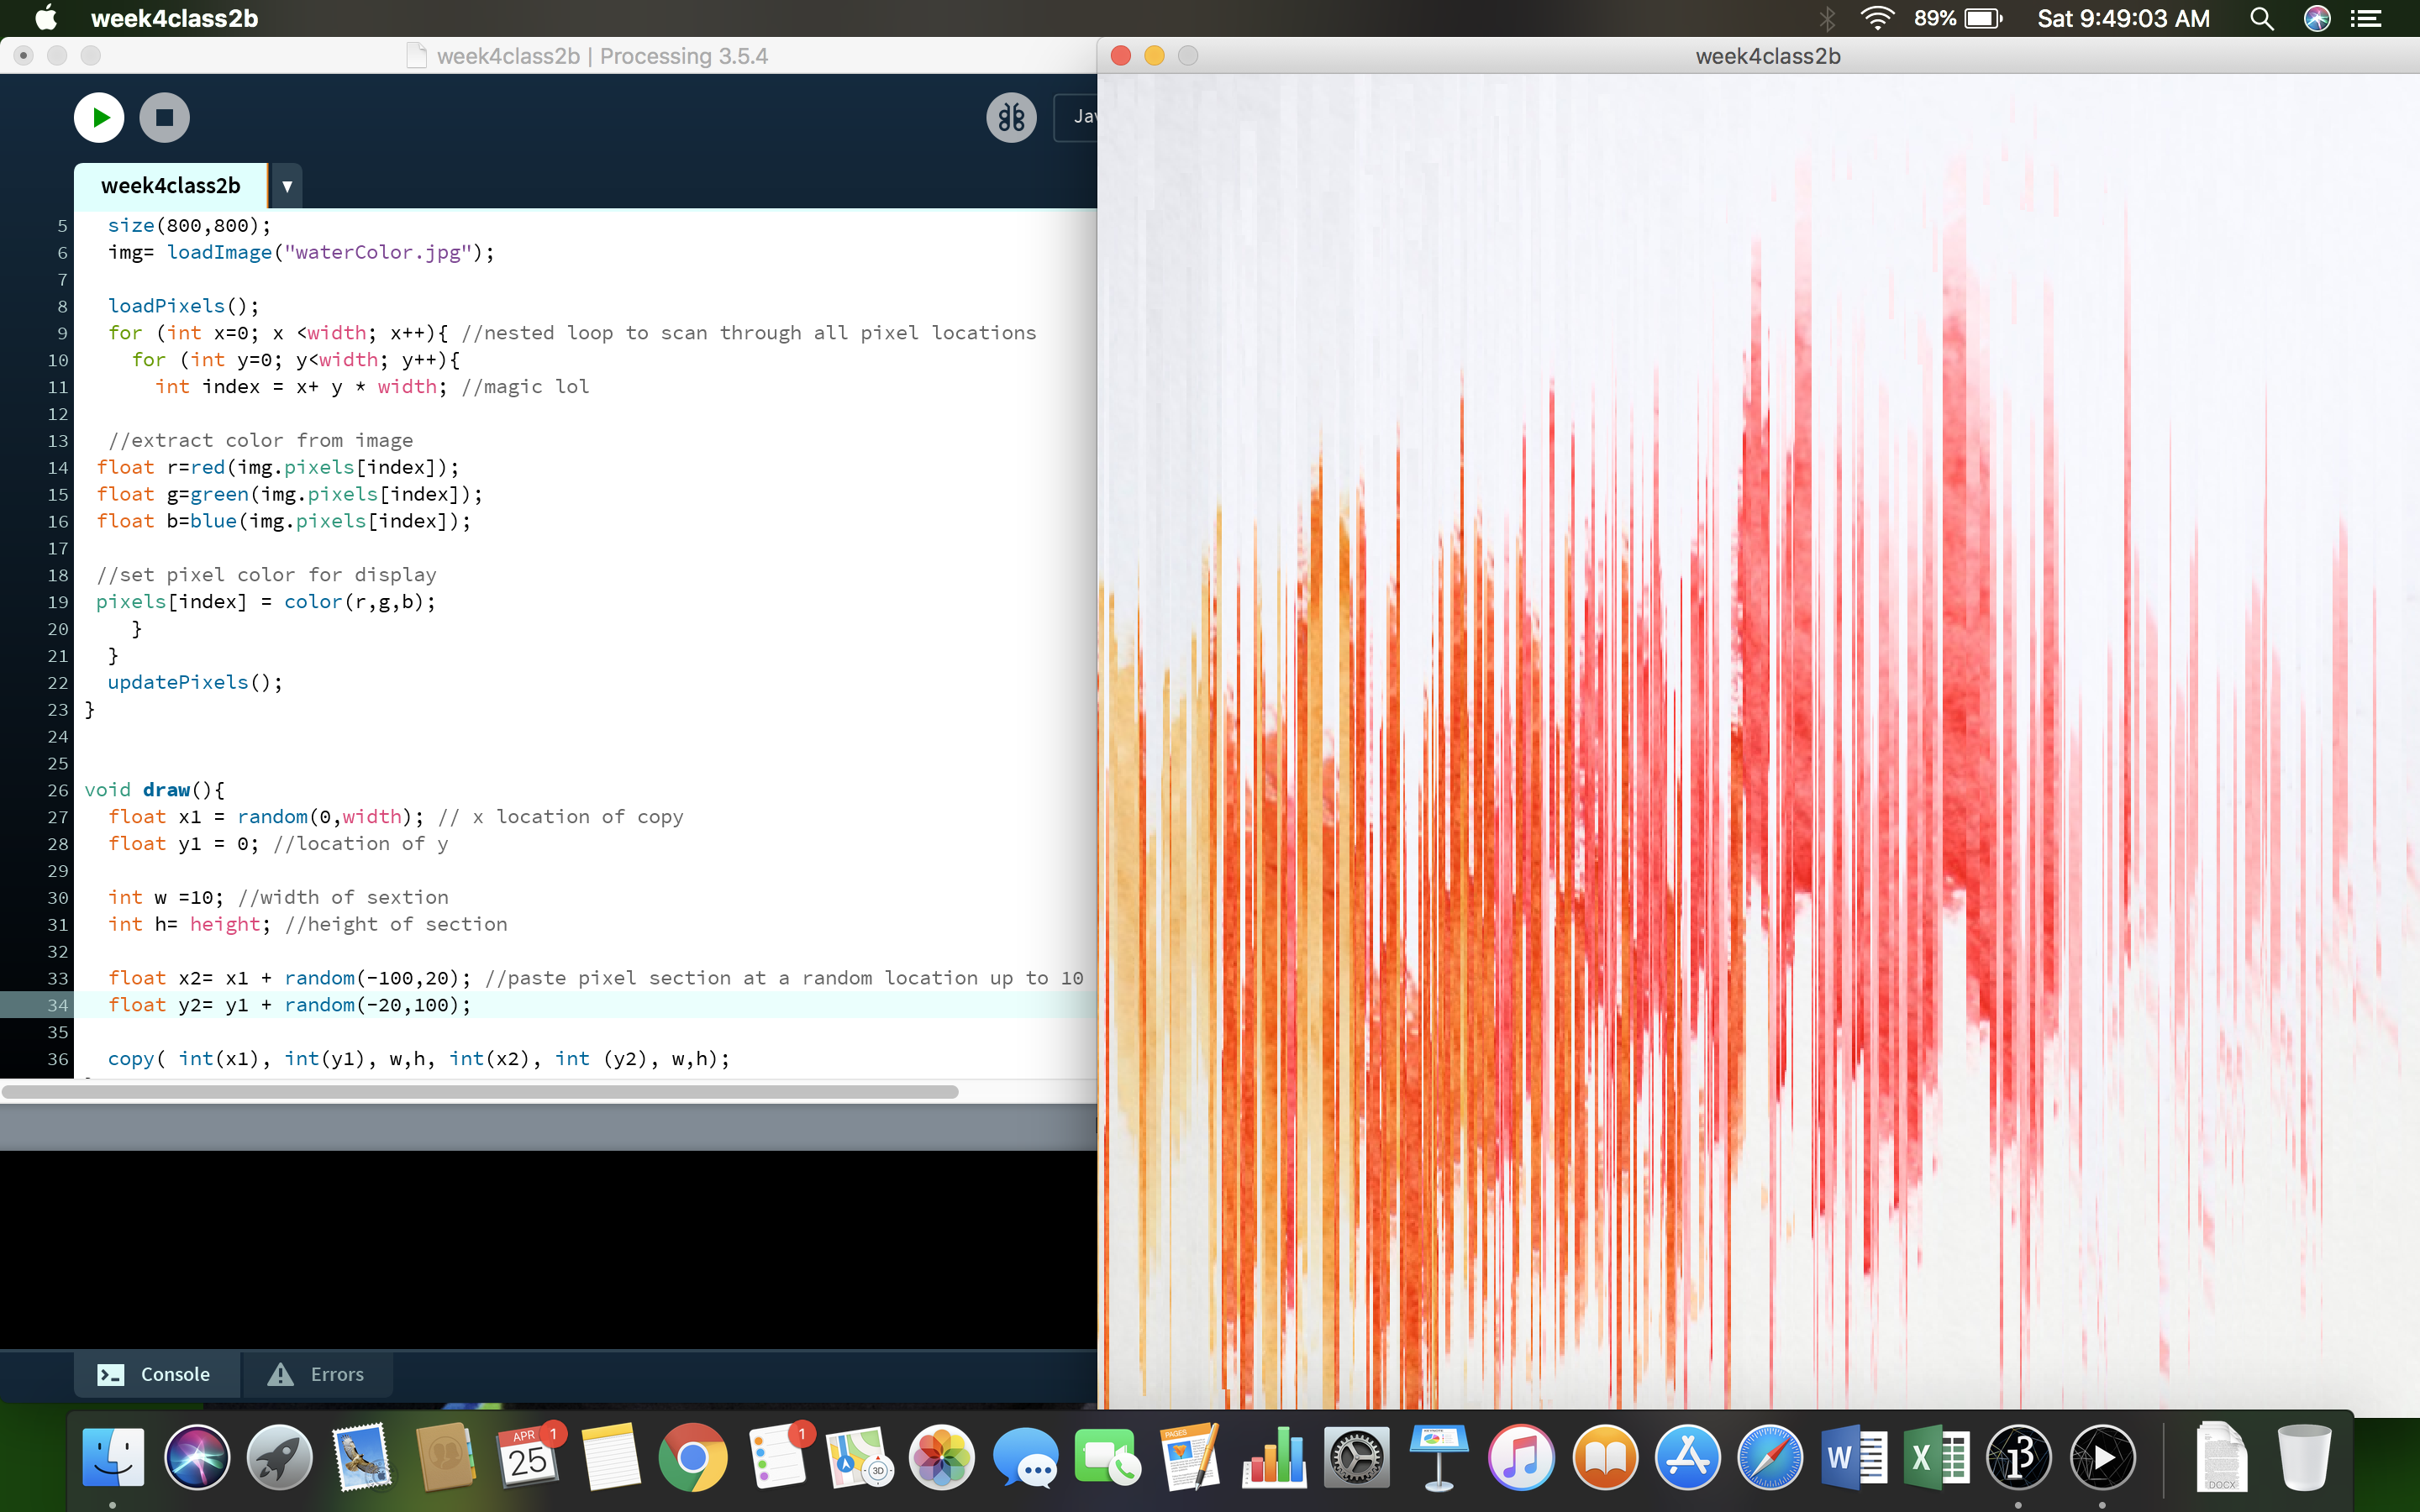 week4class2b
89%
Sat 9:49:03 AM
week4class2b | Processing 3.5.4
week4class2b
week4class2b
5 size(800,800);
6 img= loadImage("waterColor.jpg");
7
8 loadPixels();
9 for (int x=0; x <width; x++){ //nested loop to scan through all pixel locations
10 for (int y=0; y<width; y++){
11 int index = x+ y * width; //magic lol
12
13 //extract color from image
14 float r=red(img.pixels[index]);
15 float g=green(img.pixels[index]);
16 float b=blue(img.pixels[index]);
17
18 //set pixel color for display
19 pixels[index] = color(r,g,b);
20 }
21 }
22 updatePixels();
23 }
24
25
26 void draw(){
27 float x1 = random(0,width); // x location of copy
28 float y1 = 0; //location of y
29
30 int w =10; //width of sextion
31 int h= height; //height of section
32
33 float x2= x1 + random(-100,20); //paste pixel section at a random location up to 10
34 float y2= y1 + random(-20,100);
35
36 copy( int(x1), int(y1), w,h, int(x2), int (y2), w,h);
Console
Errors
APR
25
1
1
3D
PAGES
W
X
DOCX